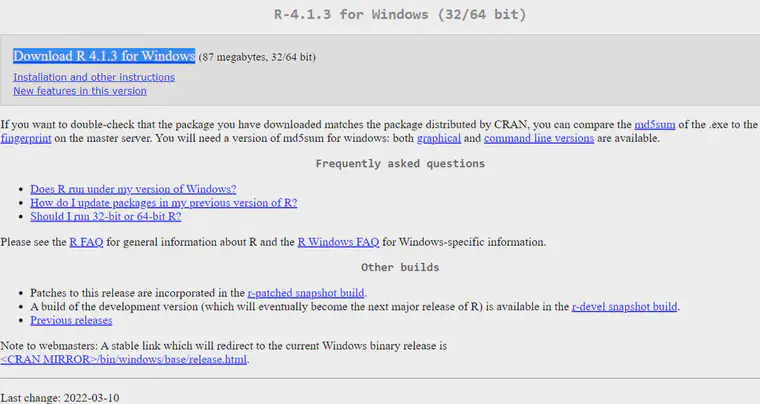 R-4.1.3 for Windows (32/64 bit)
Download R 4.1.3 for Windows (87 megabytes, 32/64 bit)
Installation and other instructions
New features in this version
If you want to double-check that the package you have downloaded matches the package distributed by CRAN, you can compare the md5sum of the .exe to the
fingerprint on the master server. You will need a version of md5sum for windows: both graphical and command line versions are available.
Frequently asked questions
• Does R run under my version of Windows?
• How do I update packages in my previous version of R?
• Should I run 32-bit or 64-bit R?
Please see the R FAQ for general information about R and the R Windows FAQ for Windows-specific information.
Other builds
• Patches to this release are incorporated in the r-patched snapshot build.
• A build of the development version (which will eventually become the next major release of R) is available in the r-devel snapshot build.
• Previous releases
Note to webmasters: A stable link which will redirect to the current Windows binary release is
<CRAN MIRROR>/bin/windows/base/release.html.
Last change: 2022-03-10